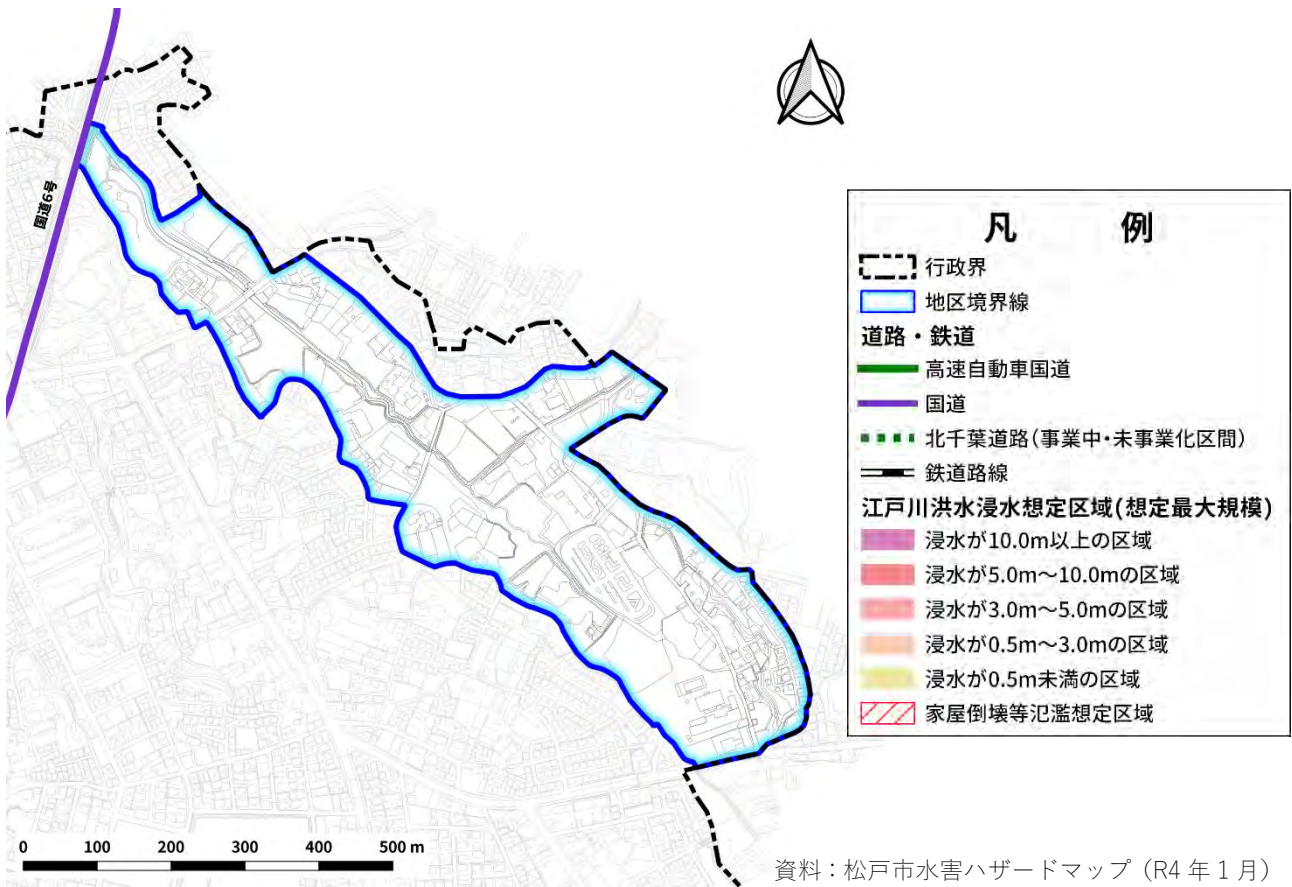 国道6号
凡 例
行政界
地区境界線
道路・鉄道
高速自動車国道
国道
北千葉道路(事業中・未事業化区間)
鉄道路線
江戸川洪水浸水想定区域(想定最大規模)
浸水が10.0m以上の区域
浸水が5.0m～10.0mの区域
浸水が3.0m～5.0mの区域
浸水が0.5m～3.0mの区域
浸水が0.5m未満の区域
家屋倒壊等氾濫想定区域
0 100 200 300 400 500 m
資料：松戸市水害ハザードマップ（R4 年 1 月）